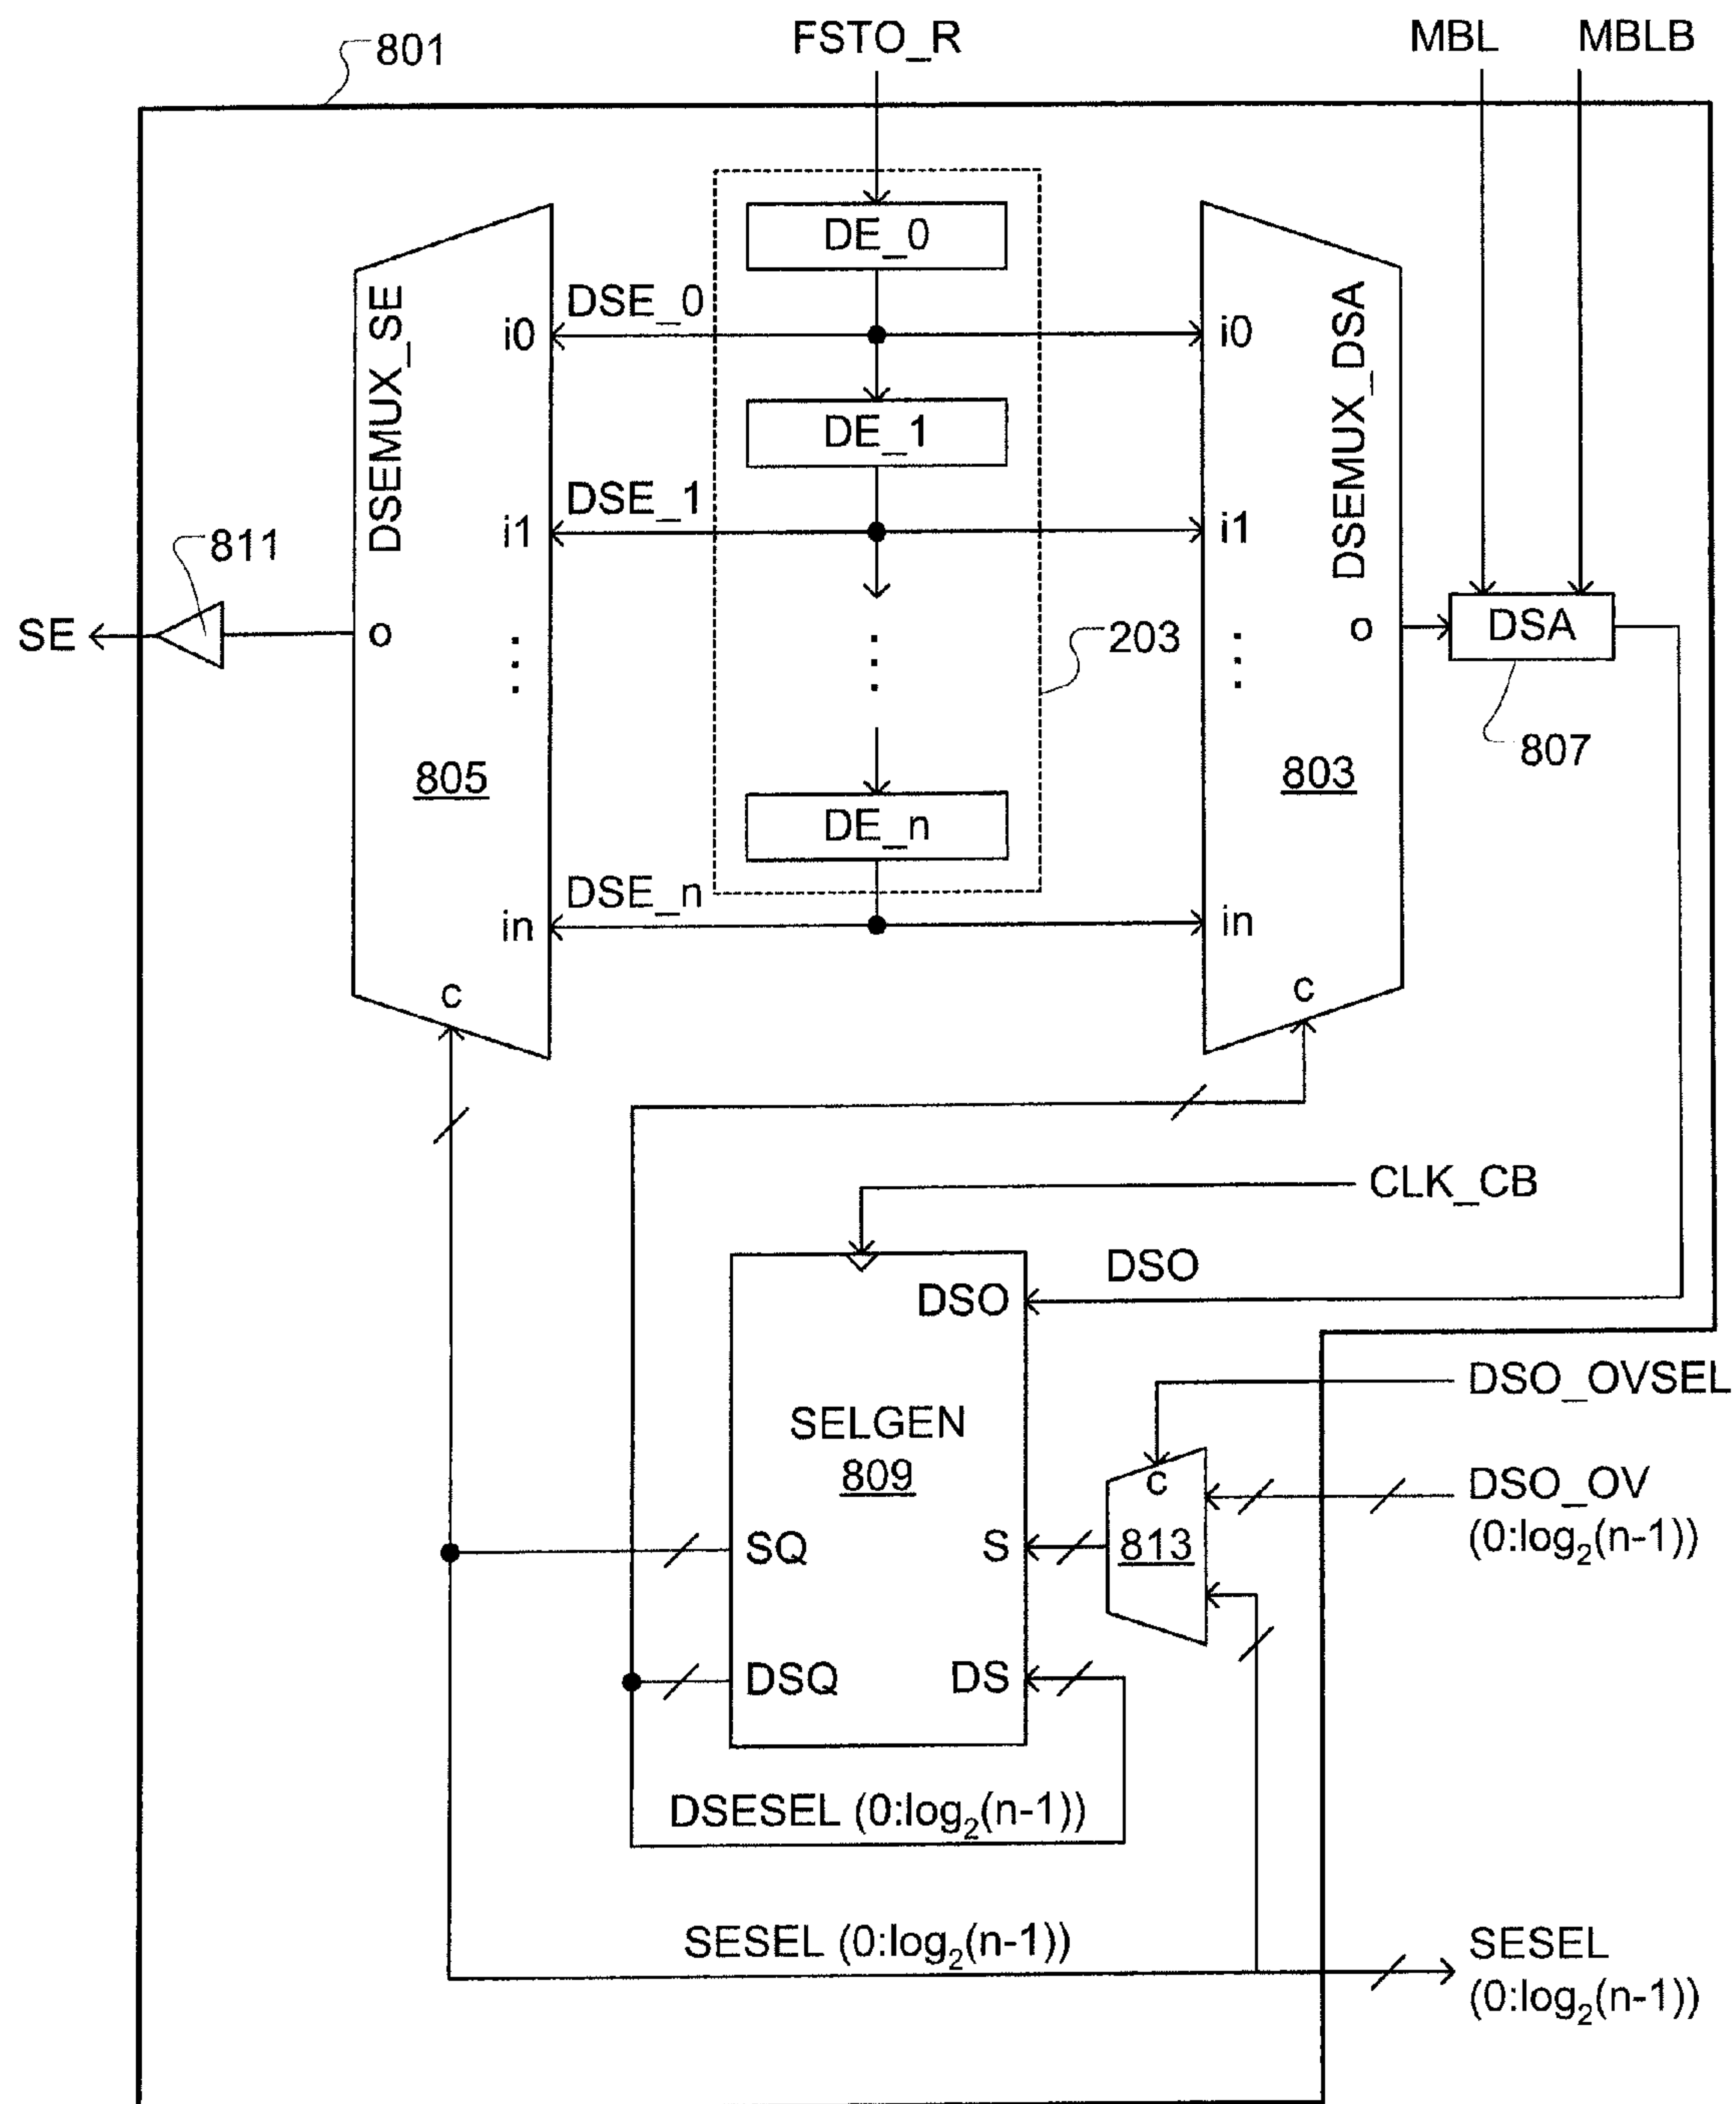 801
FSTO_R
MBL
MBLB
DE_0
DSEMUX_SE
DSE_0
i0
i0
DSEMUX_DSA
DE_1
DSE_1
i1
i1
811
SE
o
203
o
DSA
805
803
807
DE_n
DSE_n
in
in
c
c
CLK_CB
DSO
DSO
DSO_OVSEL
SELGEN
809
c
DSO_OV
(0:log2(n-1))
SQ
S
813
DSQ
DS
DSESEL (0:log2(n-1))
SESEL (0:log2(n-1))
SESEL
(0:log2(n-1))